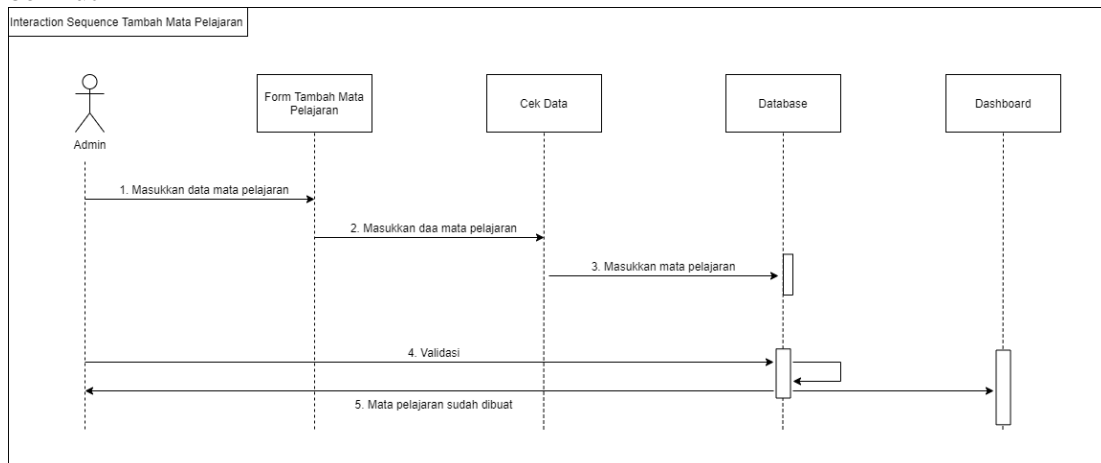 Interaction Sequence Tambah Mata Pelajaran
Form Tambah Mata
Pelajaran
Cek Data
Database
Dashboard
Admin
1. Masukkan data mata pelajaran
2. Masukkan daa mata pelajaran
3. Masukkan mata pelajaran
4. Validasi
5. Mata pelajaran sudah dibuat